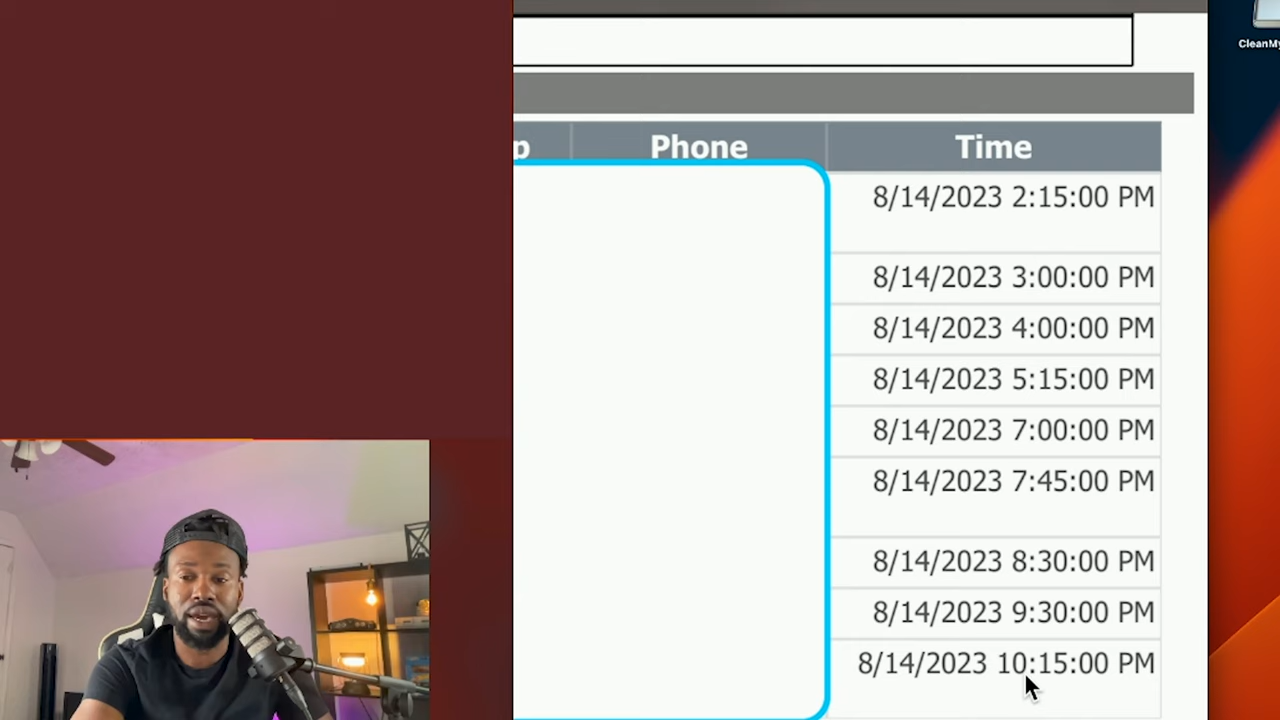 CleanMy
p Phone Time
8/14/2023 2:15:00 PM
8/14/2023 3:00:00 PM
8/14/2023 4:00:00 PM
8/14/2023 5:15:00 PM
8/14/2023 7:00:00 PM
8/14/2023 7:45:00 PM
8/14/2023 8:30:00 PM
8/14/2023 9:30:00 PM
8/14/2023 10:15:00 PM